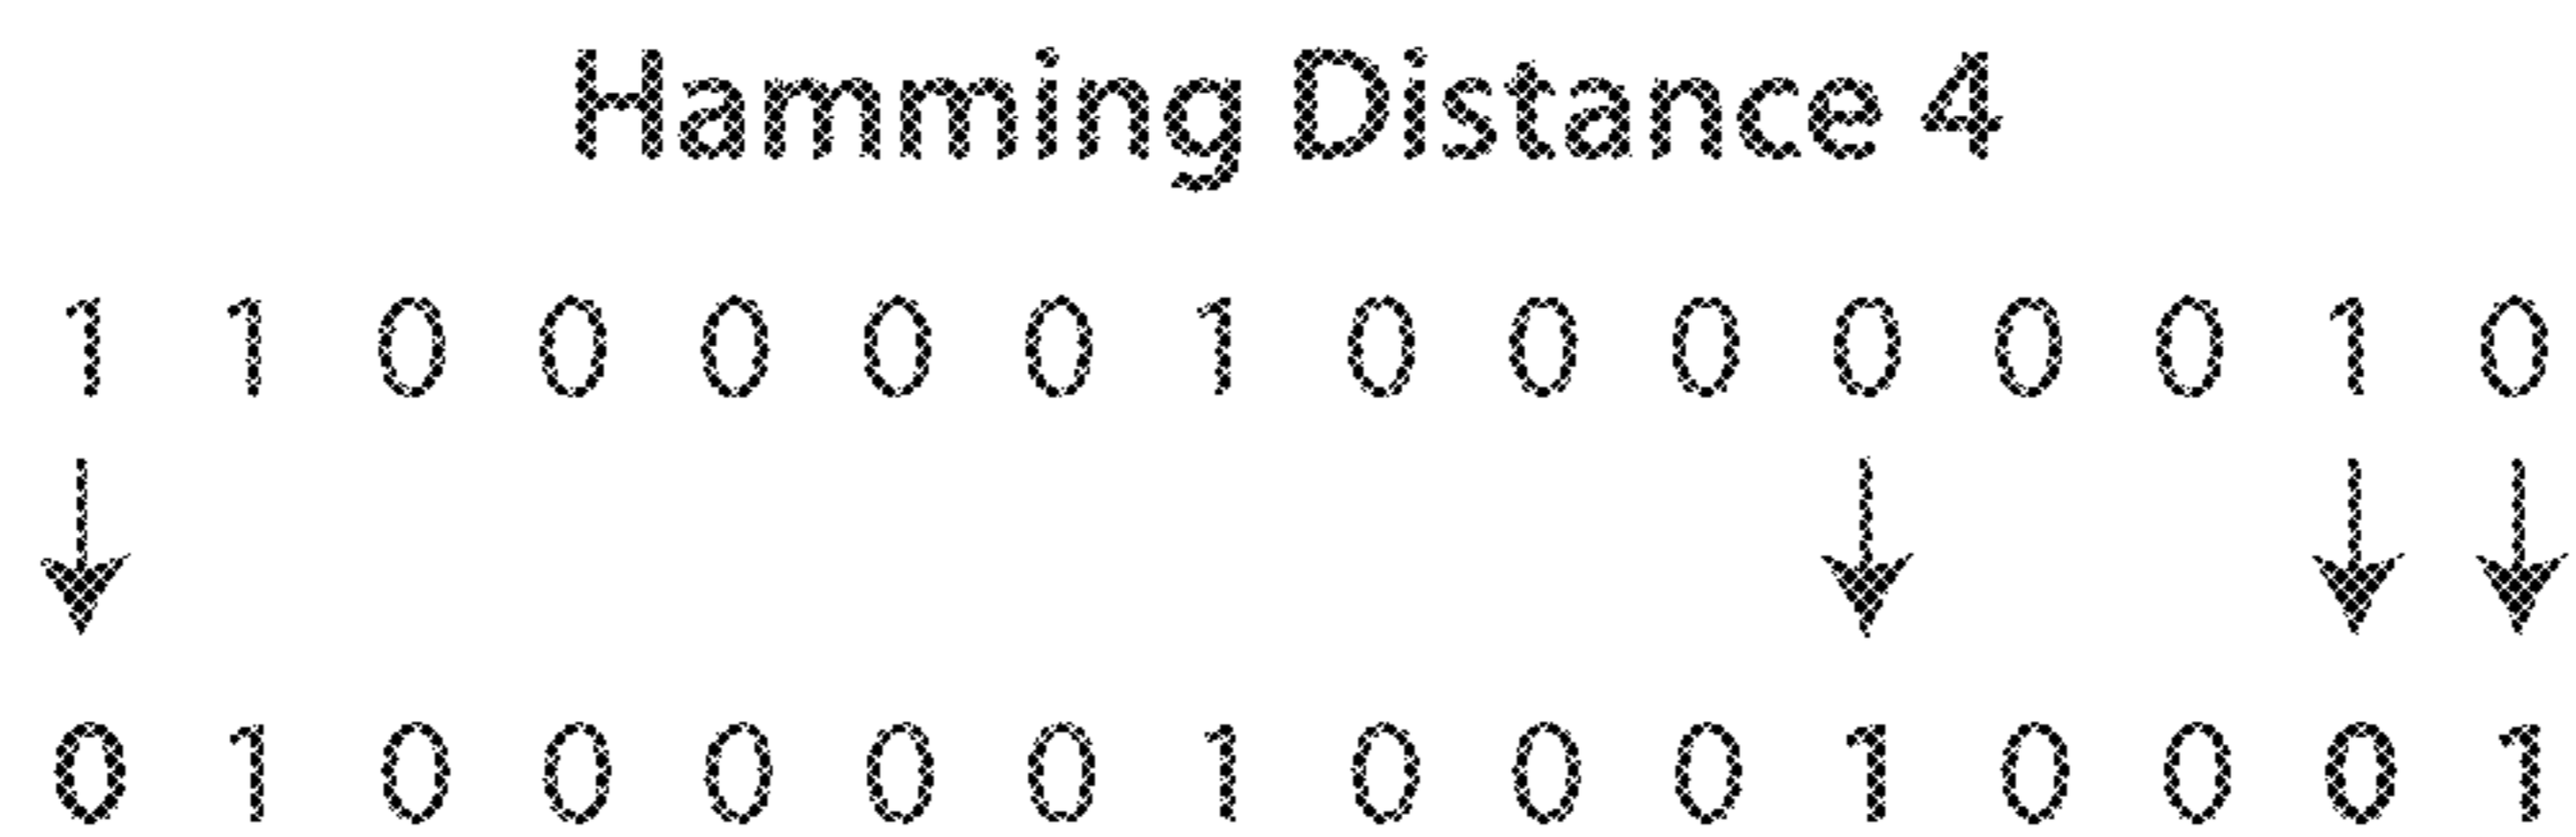 Hamming Distance 4
1 1 0 0 0 0 0 1 0 0 0 0 0 0 1 0
0 1 0 0 0 0 0 1 0 0 0 1 0 0 0 1